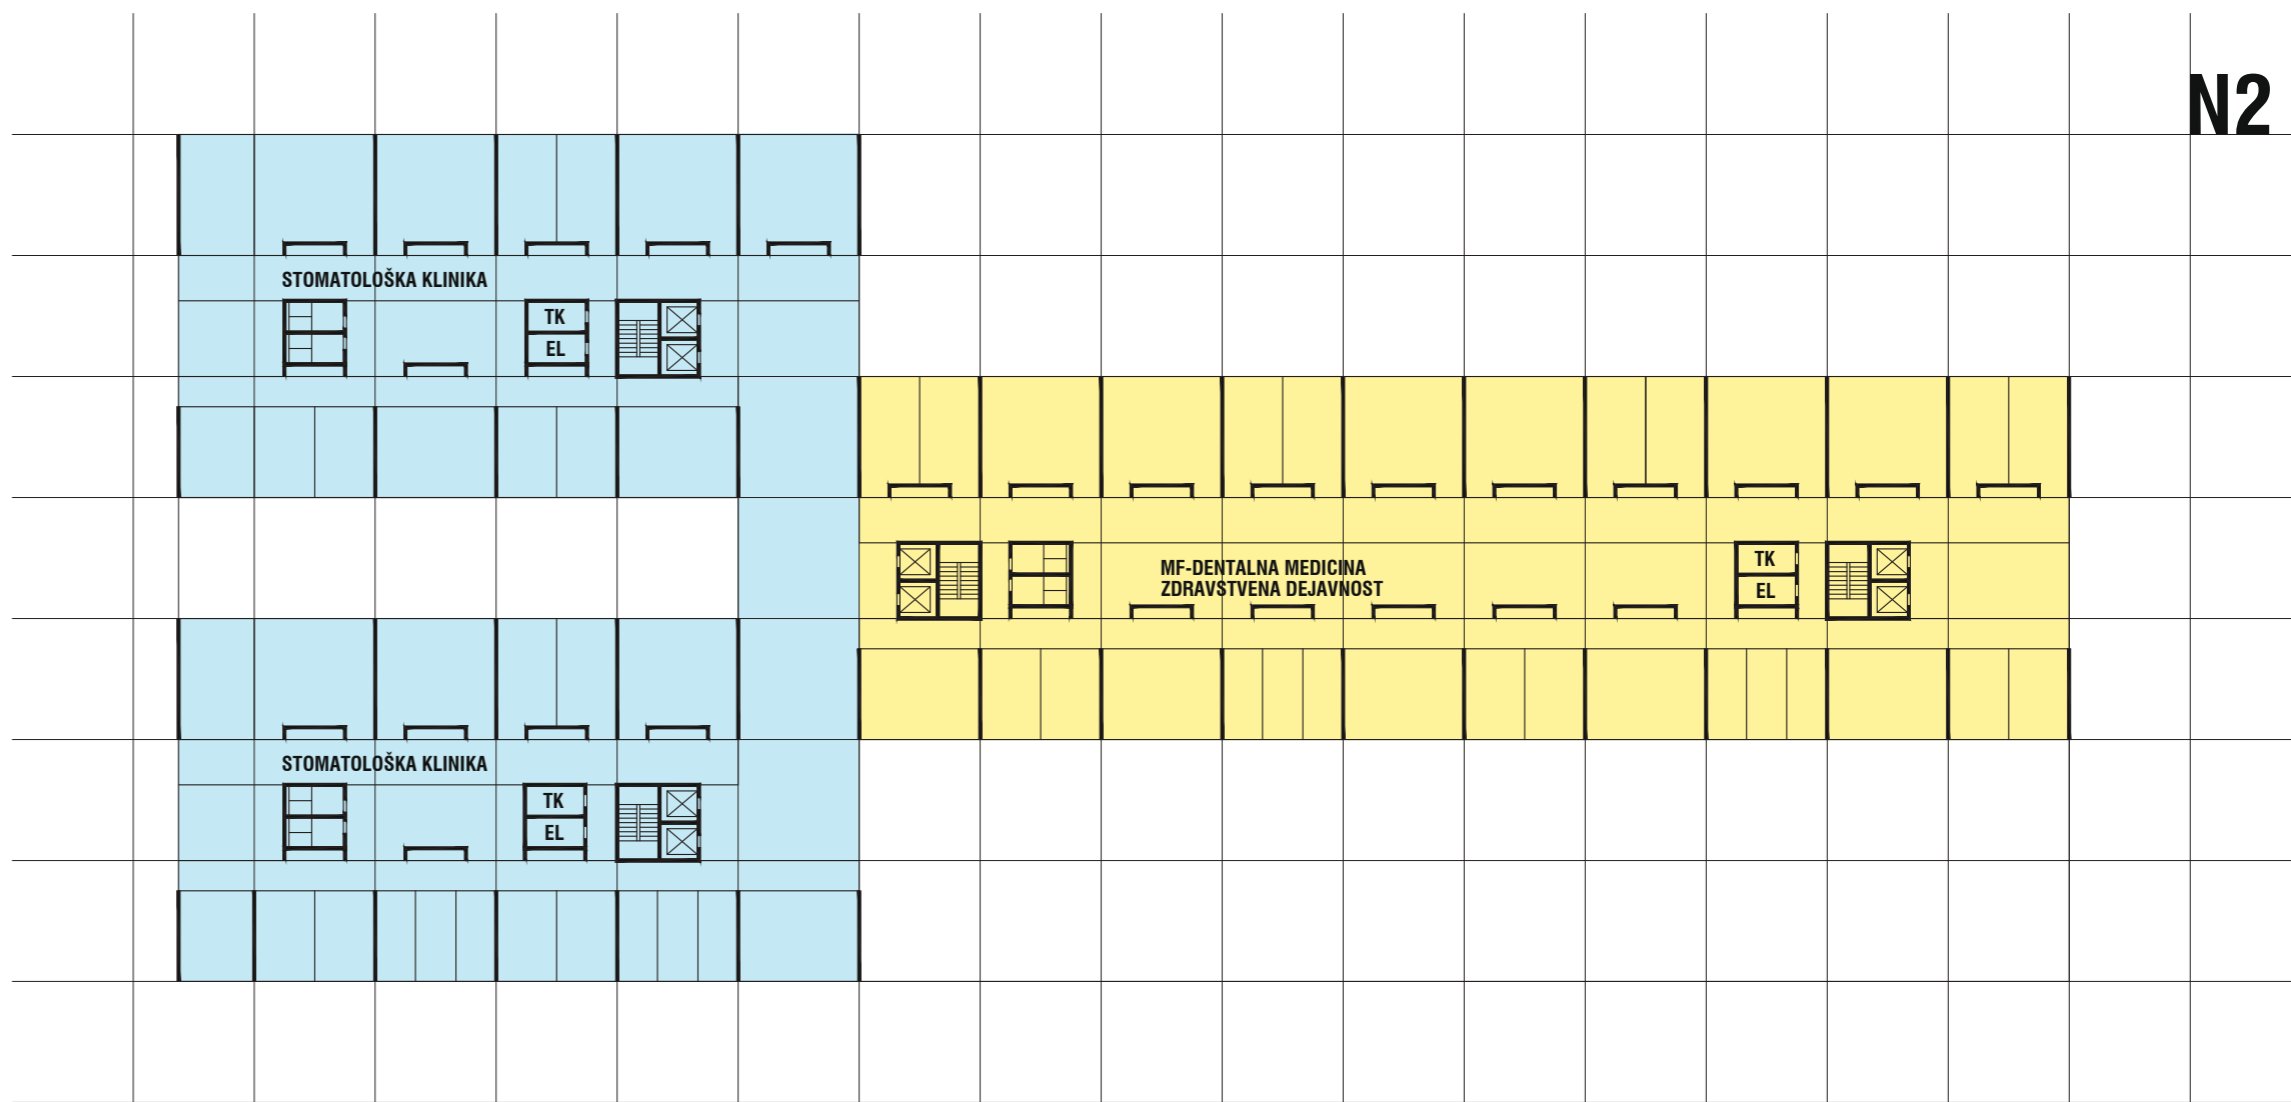 N2
STOMATOLOŠKA KLINIKA
TK
EL
MF-DENTALNA MEDICINA
ZDRAVSTVENA DEJAVNOST
TK
EL
STOMATOLOŠKA KLINIKA
TK
EL